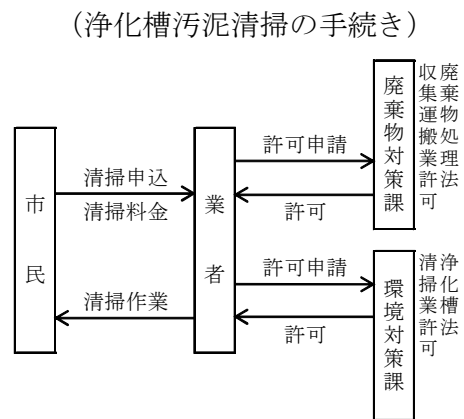 （浄化槽汚泥清掃の手続き）
市民
清掃申込
清掃料金
清掃作業
業者
許可申請
許可
許可申請
許可
廃棄物対策課
廃棄物処理法
収集運搬業許可
環境対策課
浄化槽法
清掃業許可